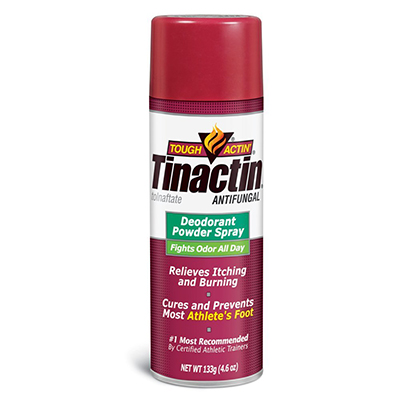 TOUGH ACTIN'®
Tinactin®
tolnaftate ANTIFUNGAL
Deodorant
Powder Spray
Fights Odor All Day
Relieves Itching
and Burning
Cures and Prevents
Most Athlete's Foot
#1 Most Recommended
By Certified Athletic Trainers
NET WT 133g (4.6 oz)